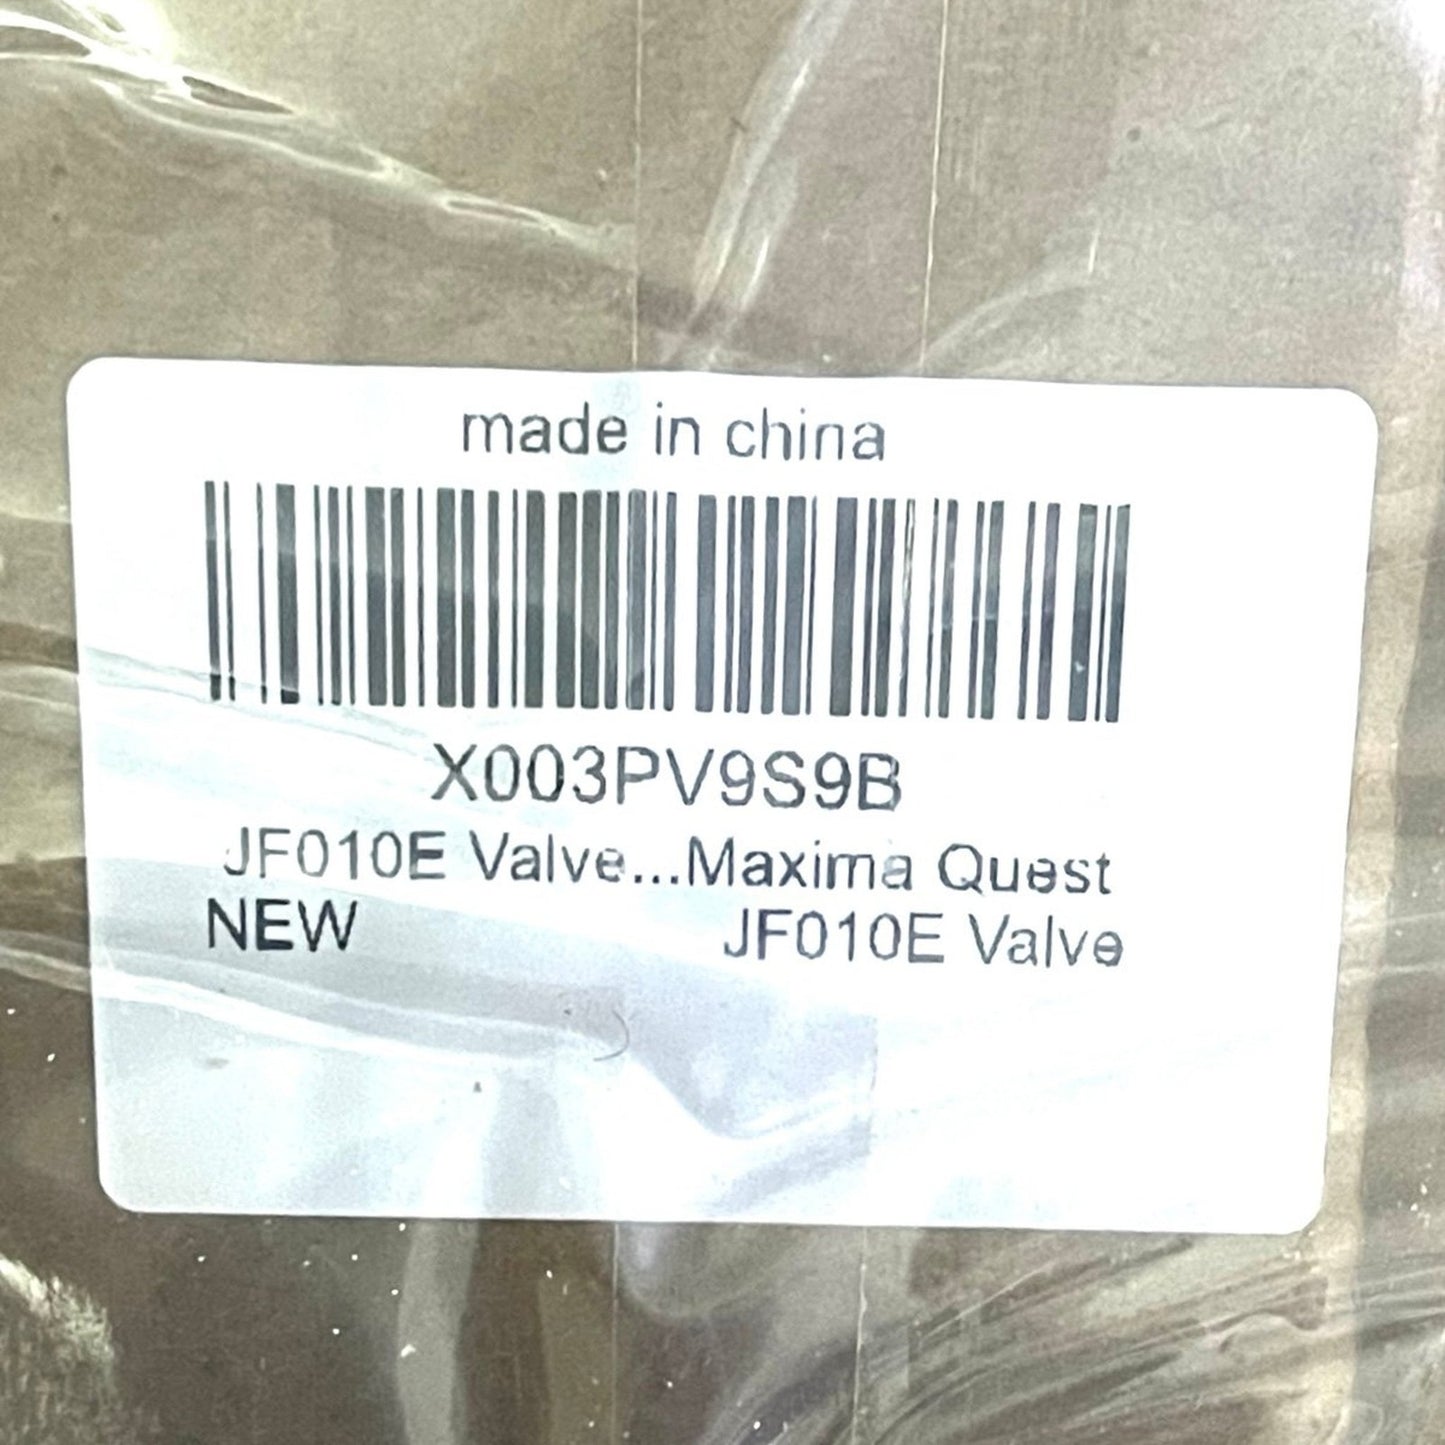 made in china
X003PV9S9B
JF010E Valve...Maxima Quest
NEW JF010E Valve